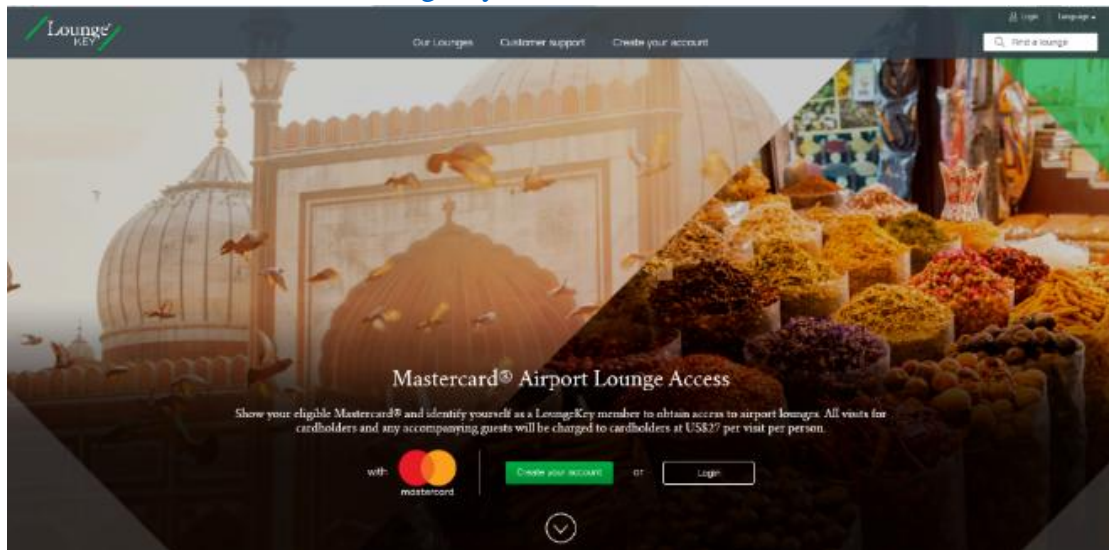 Lounge
KEY
Login Language
Our Lounges Customer support Create your account
Find a lounge
Mastercard® Airport Lounge Access
Show your eligible Mastercard® and identify yourself as a LoungeKey member to obtain access to airport lounges. All visits for
cardholders and any accompanying guests will be charged to cardholders at US$27 per visit per person.
with
mastercard
Create your account or Login